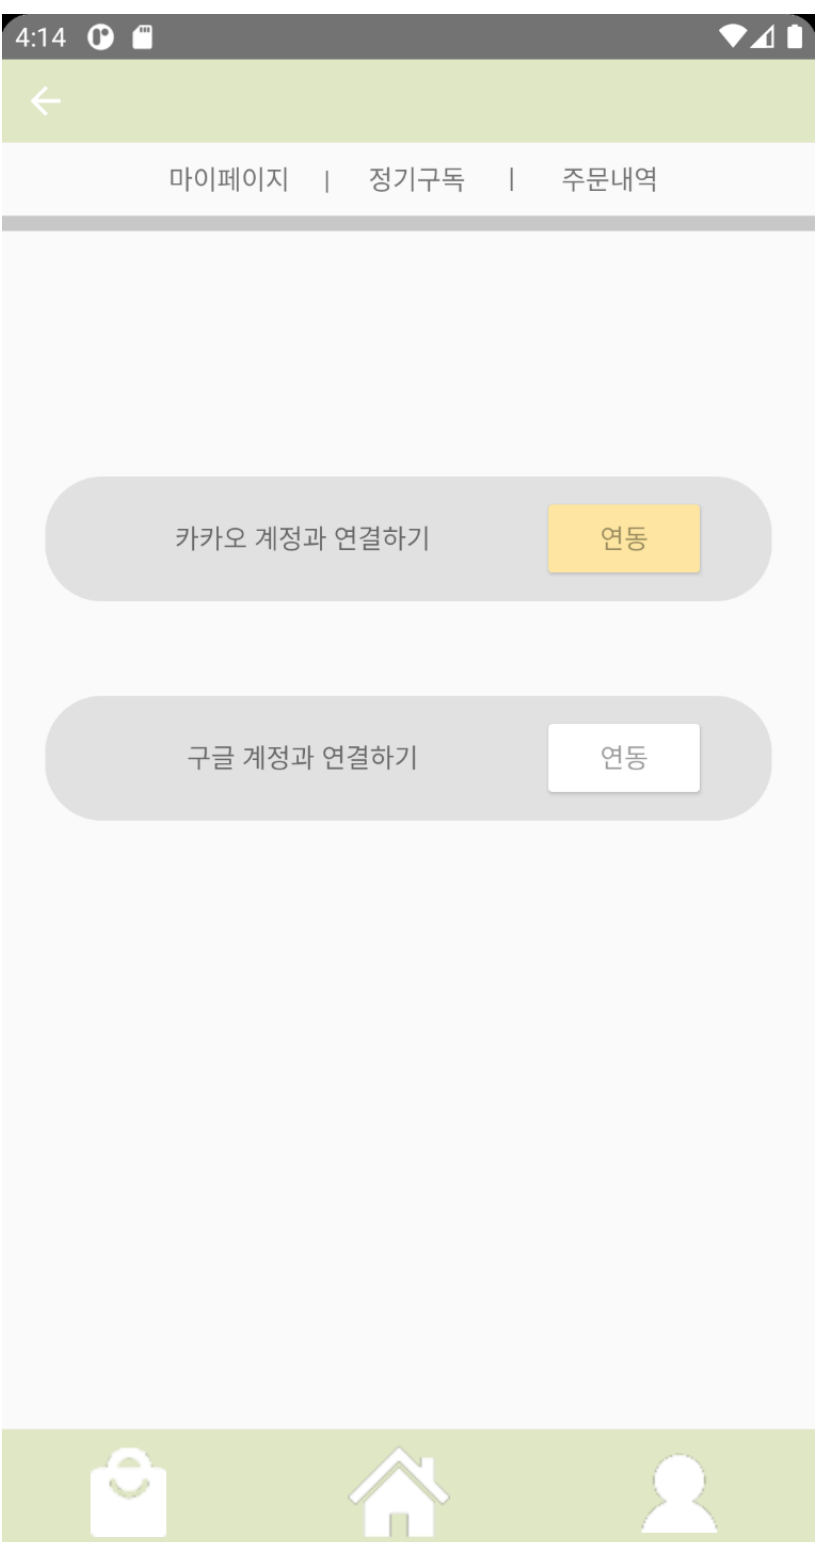 4:14
마이페이지 | 정기구독 | 주문내역
카카오 계정과 연결하기 연동
구글 계정과 연결하기 연동